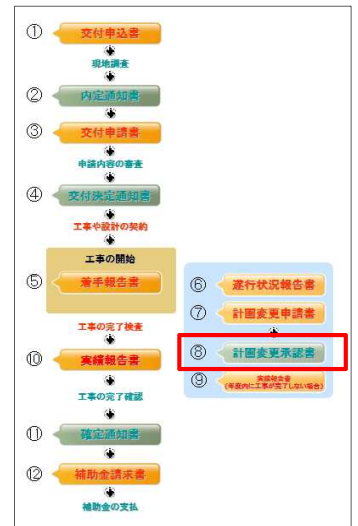 ① 交付申込書
現地調査
② 内定通知書
③ 交付申請書
申請内容の審査
④ 交付決定通知書
工事や設計の契約
工事の開始
⑤ 着手報告書
工事の完了検査
⑩ 実績報告書
工事の完了確認
⑪ 確定通知書
⑫ 補助金請求書
補助金の支払
⑥ 遂行状況報告書
⑦ 計画変更申請書
⑧ 計画変更承認書
⑨ 実績報告書
(年度内に工事が完了しない場合)